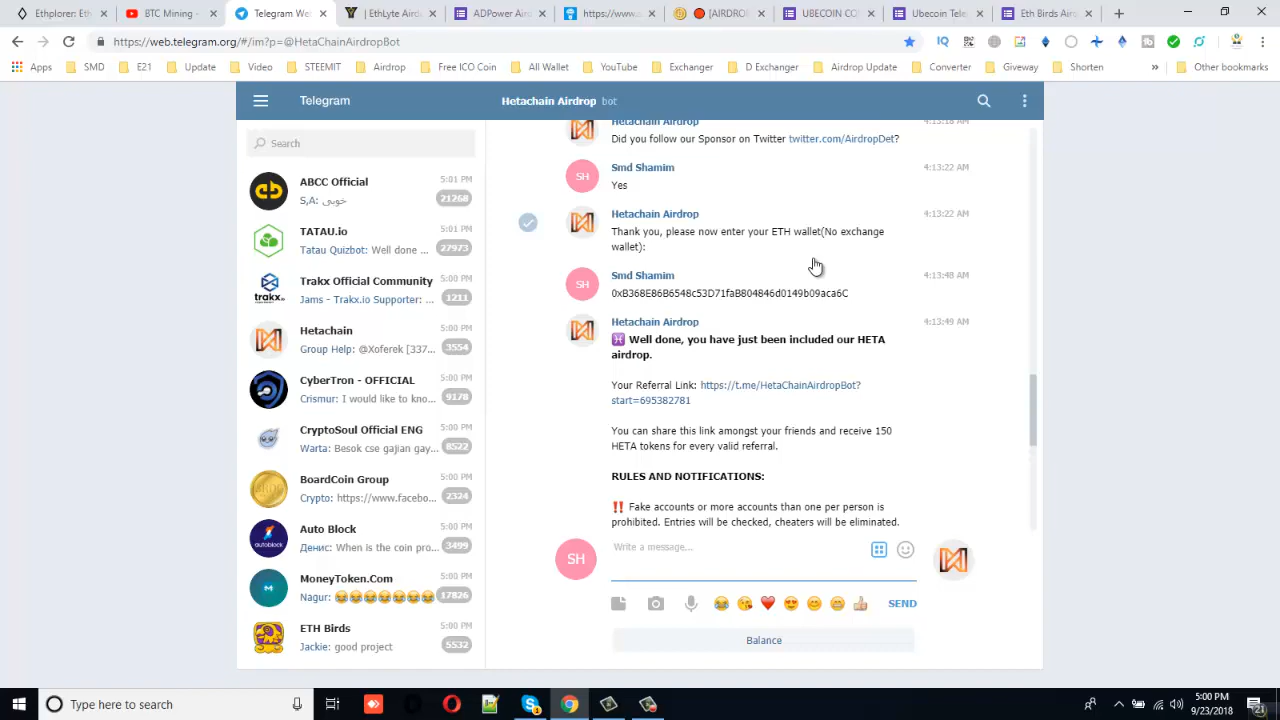 Ethplorer
BTC Mining -
Telegram We
EthLyte Airdr
ADPower Aird
https://www.
[AIRDROP
UBECOIN CO
Ubecoin Tele
Eth Birds Aird
https://web.telegram.org/#/im?p=@HetachainAirdropBot
Apps
SMD
E21
Update
Video
STEEMIT
Airdrop
Free ICO Coin
All Wallet
YouTube
Exchanger
D Exchanger
Airdrop Update
Converter
Giveway
Shorten
»
Other bookmarks
Telegram
Hetachain Airdrop bot
Search
ABCC Official
5:01 PM
S,A: خوبی
21268
TATAU.io
5:01 PM
Tatau Quizbot: Well done ...
27973
Trakx Official Community
5:00 PM
Jams - Trakx.io Supporter: ...
1211
trakx
Hetachain
5:00 PM
Group Help: @Xoferek [337...
3554
CyberTron - OFFICIAL
5:00 PM
Crismur: I would like to kno...
9178
CryptoSoul Official ENG
5:00 PM
Warta: Besok cse gajian gay...
8522
BoardCoin Group
5:00 PM
Crypto: https://www.facebo...
2324
Auto Block
5:00 PM
Денис: When is the coin pro...
3499
autoblock
MoneyToken.Com
5:00 PM
Nagur: 😂😂😂😂😂😂😂
17826
ETH Birds
5:00 PM
Jackie: good project
5532
Hetachain Airdrop
4:13:18 AM
Did you follow our Sponsor on Twitter twitter.com/AirdropDet?
SH
Smd Shamim
4:13:22 AM
Yes
Hetachain Airdrop
4:13:22 AM
Thank you, please now enter your ETH wallet(No exchange
wallet):
SH
Smd Shamim
4:13:48 AM
0xB368E86B6548c53D71faB804846d0149b09aca6C
Hetachain Airdrop
4:13:49 AM
♓ Well done, you have just been included our HETA
airdrop.
Your Referral Link: https://t.me/HetaChainAirdropBot?
start=695382781
You can share this link amongst your friends and receive 150
HETA tokens for every valid referral.
RULES AND NOTIFICATIONS:
‼ Fake accounts or more accounts than one per person is
prohibited. Entries will be checked, cheaters will be eliminated.
SH
Write a message...
SEND
Balance
Type here to search
5:00 PM
9/23/2018